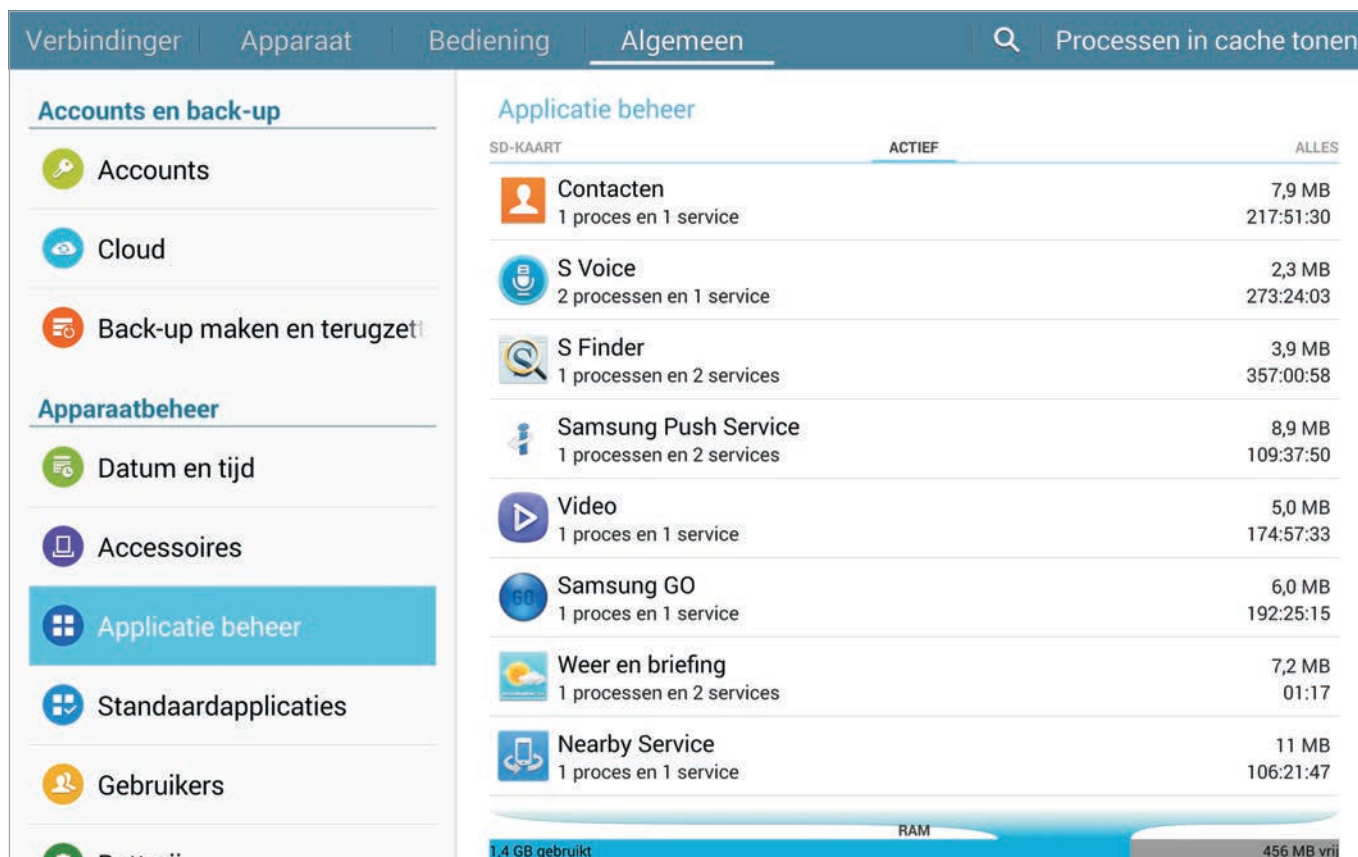 Verbindinger
Apparaat
Bediening
Algemeen
Processen in cache tonen
Accounts en back-up
Accounts
Cloud
Back-up maken en terugzett
Apparaatbeheer
Datum en tijd
Accessoires
Applicatie beheer
Standaardapplicaties
Gebruikers
Applicatie beheer
SD-KAART ACTIEF ALLES
Contacten 7,9 MB
1 proces en 1 service 217:51:30
S Voice 2,3 MB
2 processen en 1 service 273:24:03
S Finder 3,9 MB
1 processen en 2 services 357:00:58
Samsung Push Service 8,9 MB
1 processen en 2 services 109:37:50
Video 5,0 MB
1 proces en 1 service 174:57:33
Samsung GO 6,0 MB
GO
1 proces en 1 service 192:25:15
Weer en briefing 7,2 MB
1 processen en 2 services 01:17
Nearby Service 11 MB
1 proces en 1 service 106:21:47
RAM
1,4 GB gebruikt 456 MB vrij